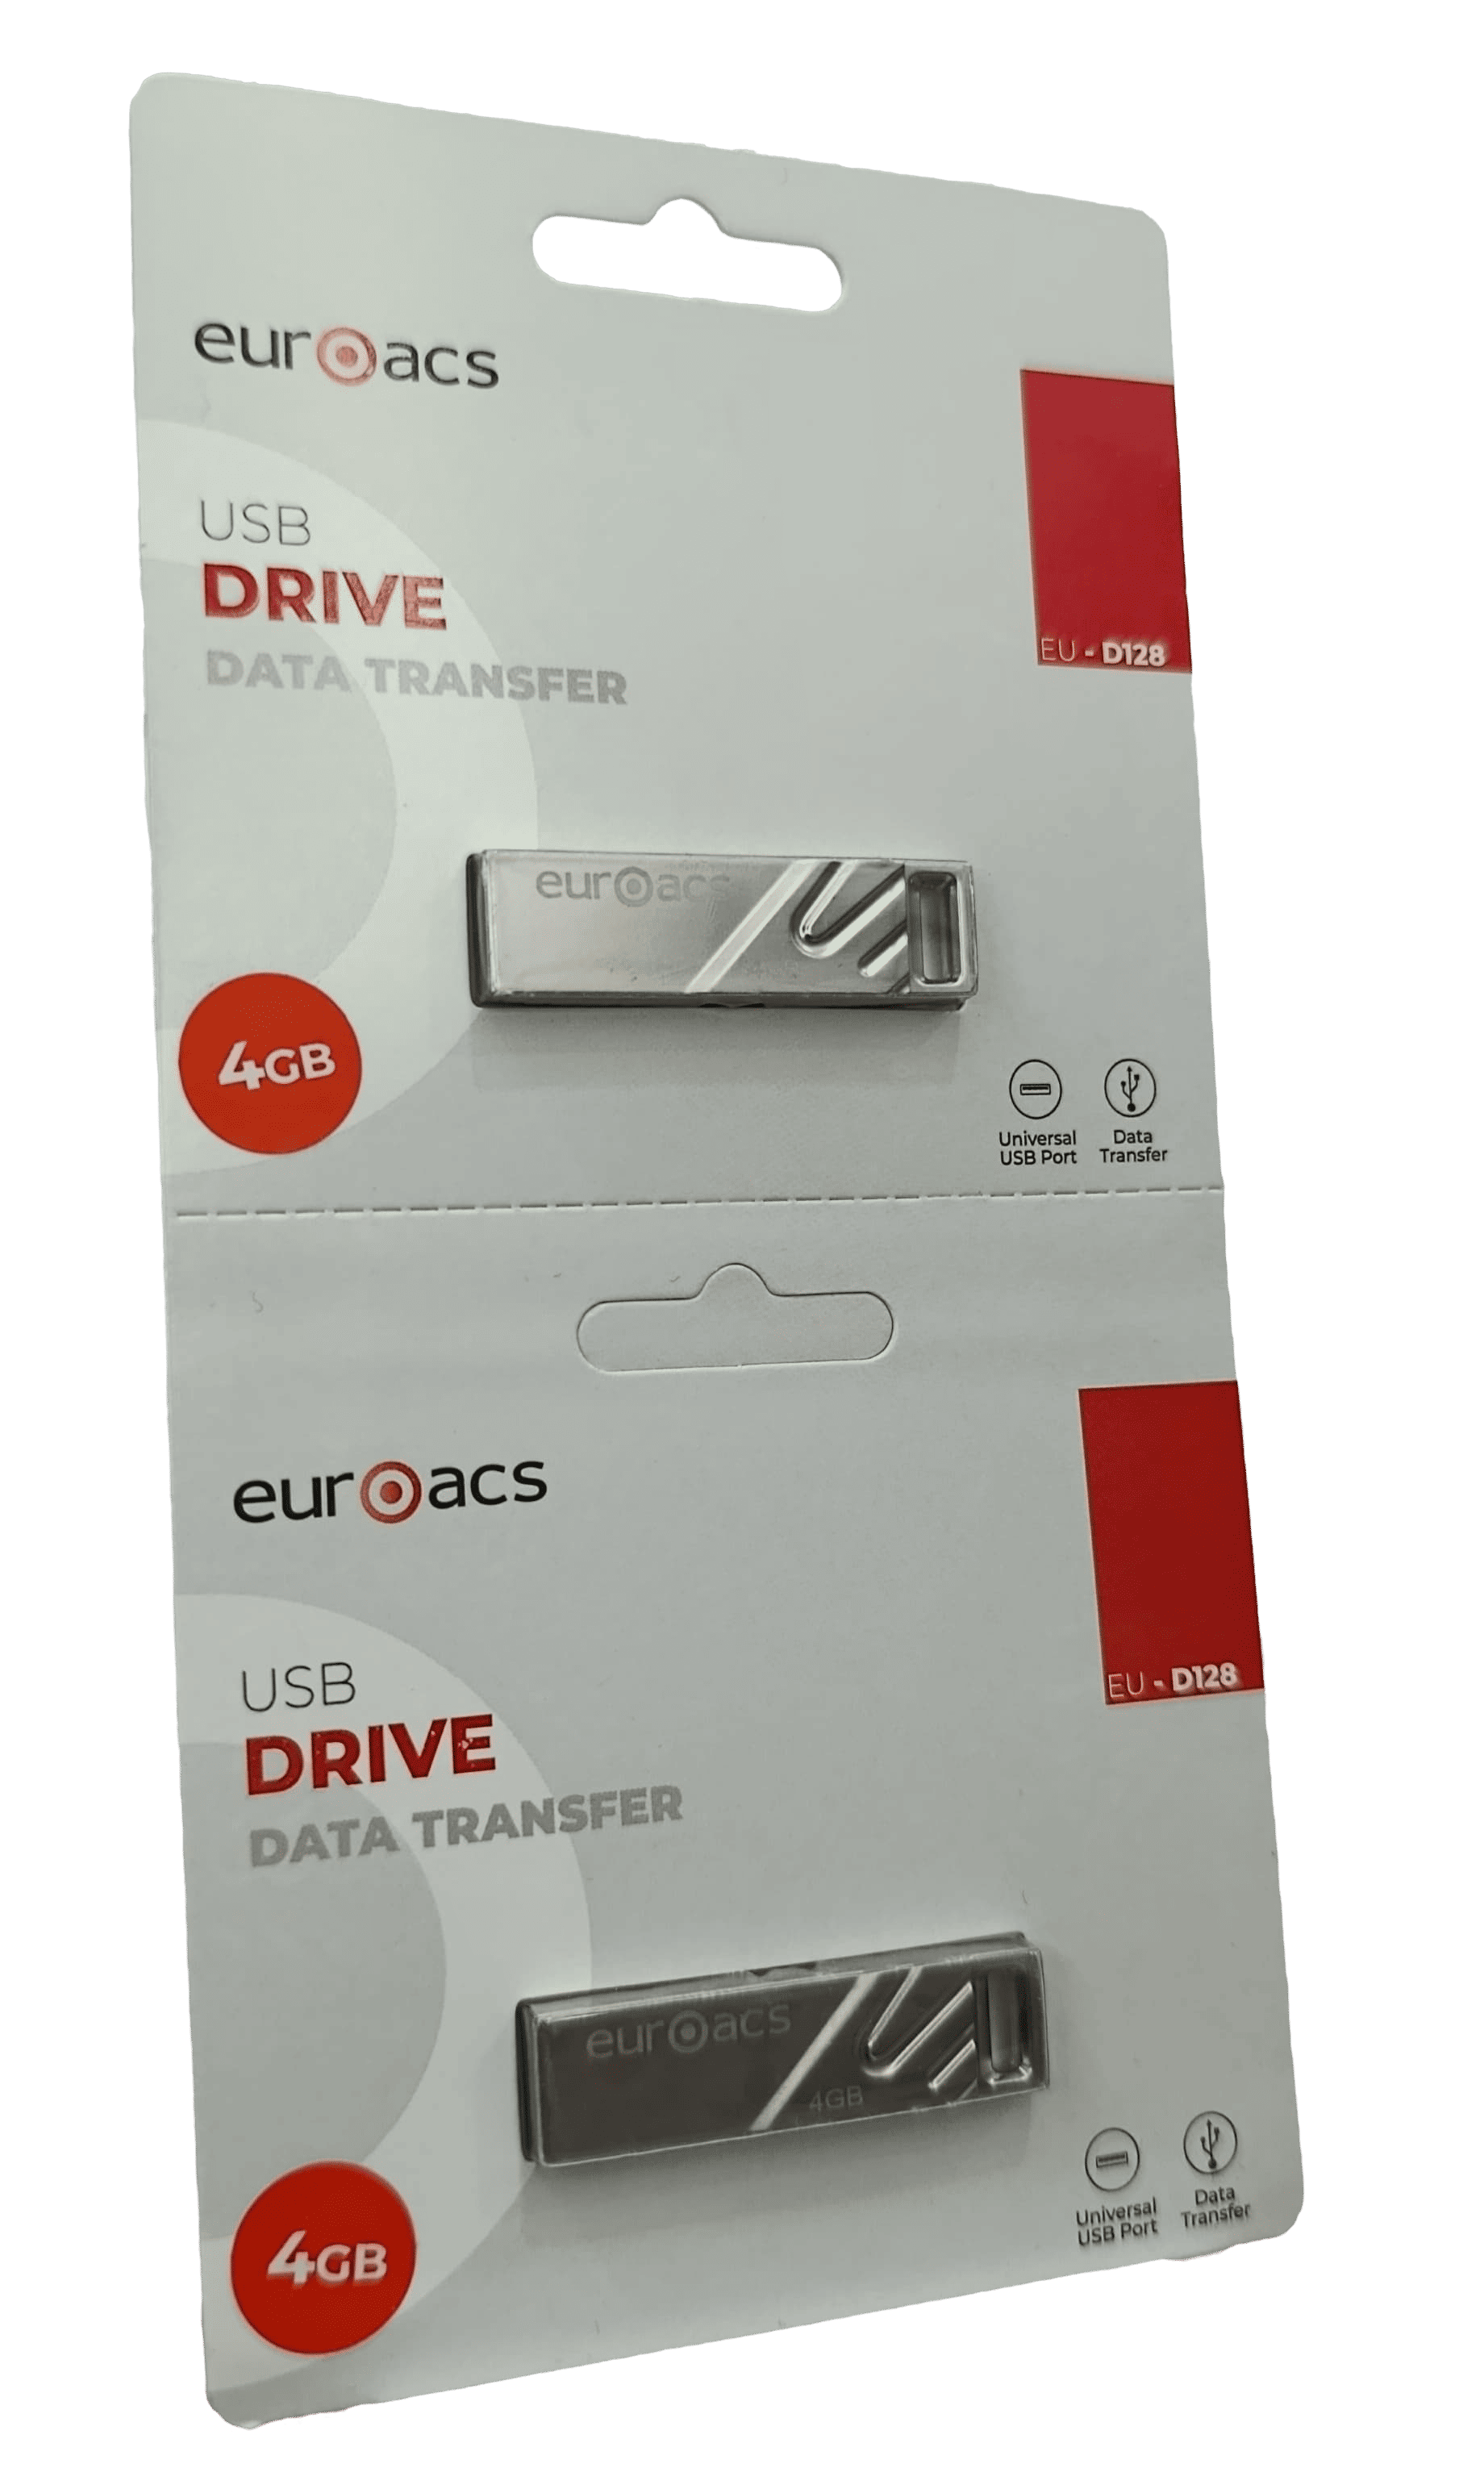 euroacs
USB
DRIVE
DATA TRANSFER
EU - D128
euroacs
4GB
Universal
USB Port
Data
Transfer
euroacs
USB
DRIVE
DATA TRANSFER
EU - D128
euroacs
4GB
4GB
Universal
USB Port
Data
Transfer